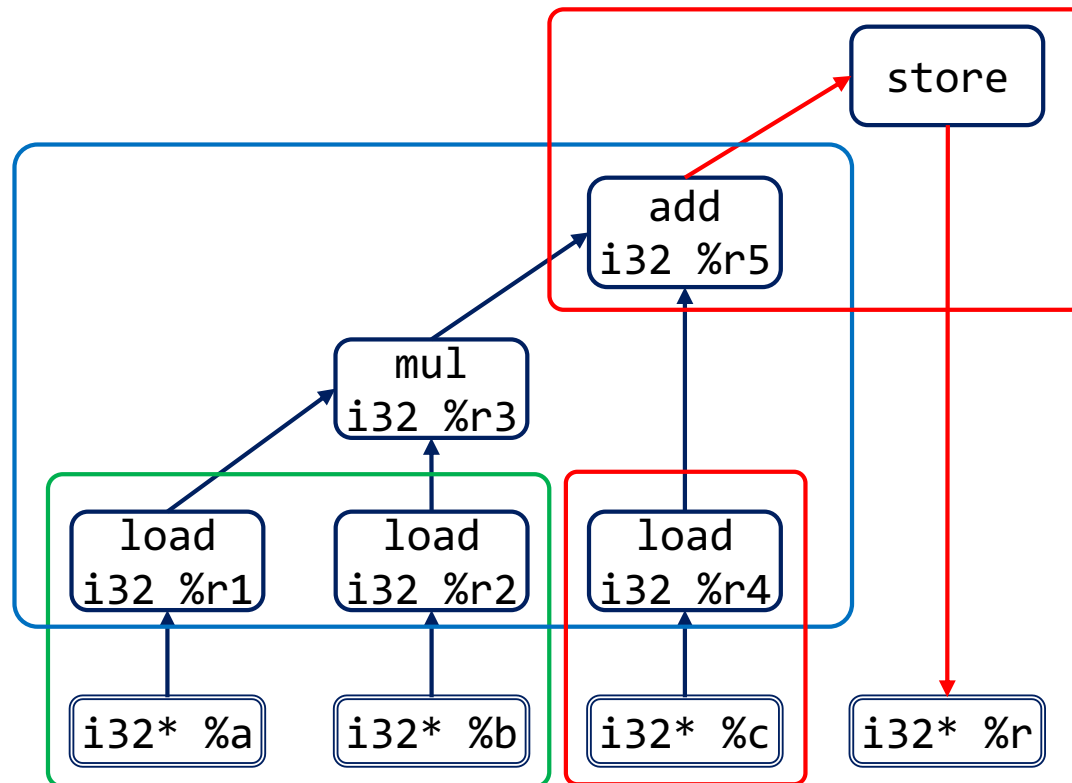 store
add
i32 %r5
mul
i32 %r3
load
i32 %r1
load
i32 %r2
load
i32 %r4
i32* %a
i32* %b
i32* %c
i32* %r